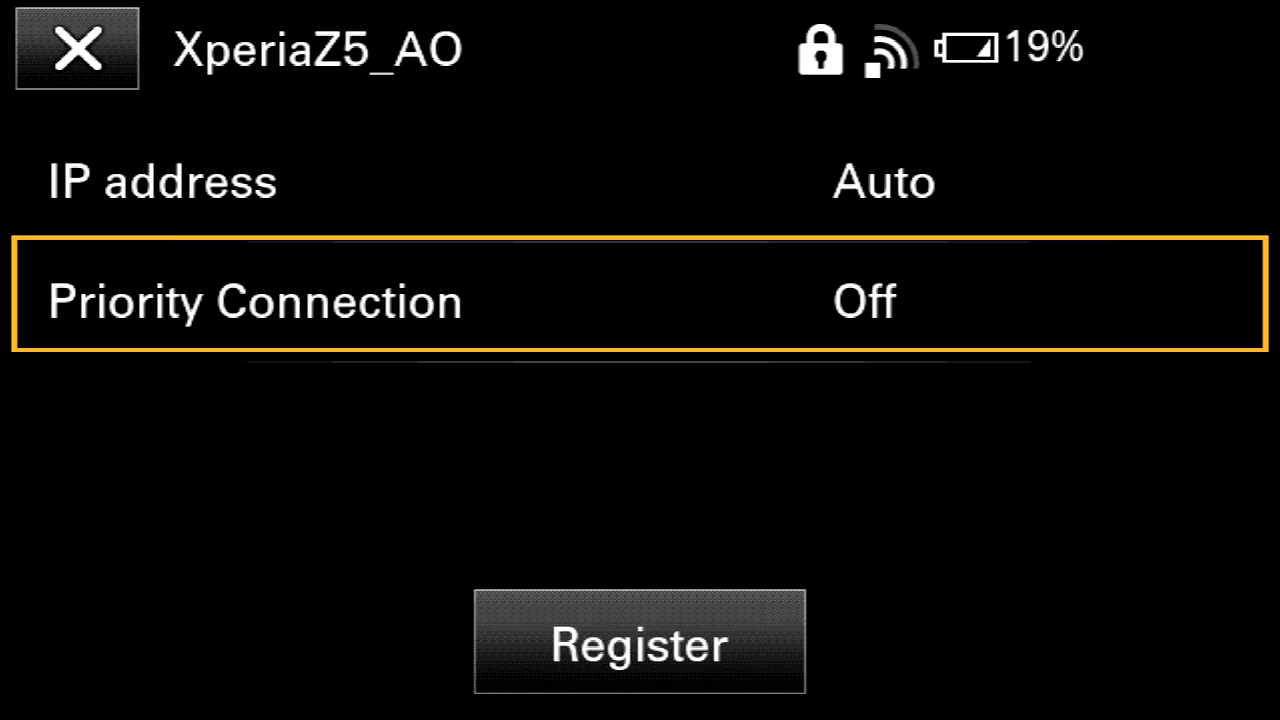 XperiaZ5_AO 19%
IP address Auto
Priority Connection Off
Register